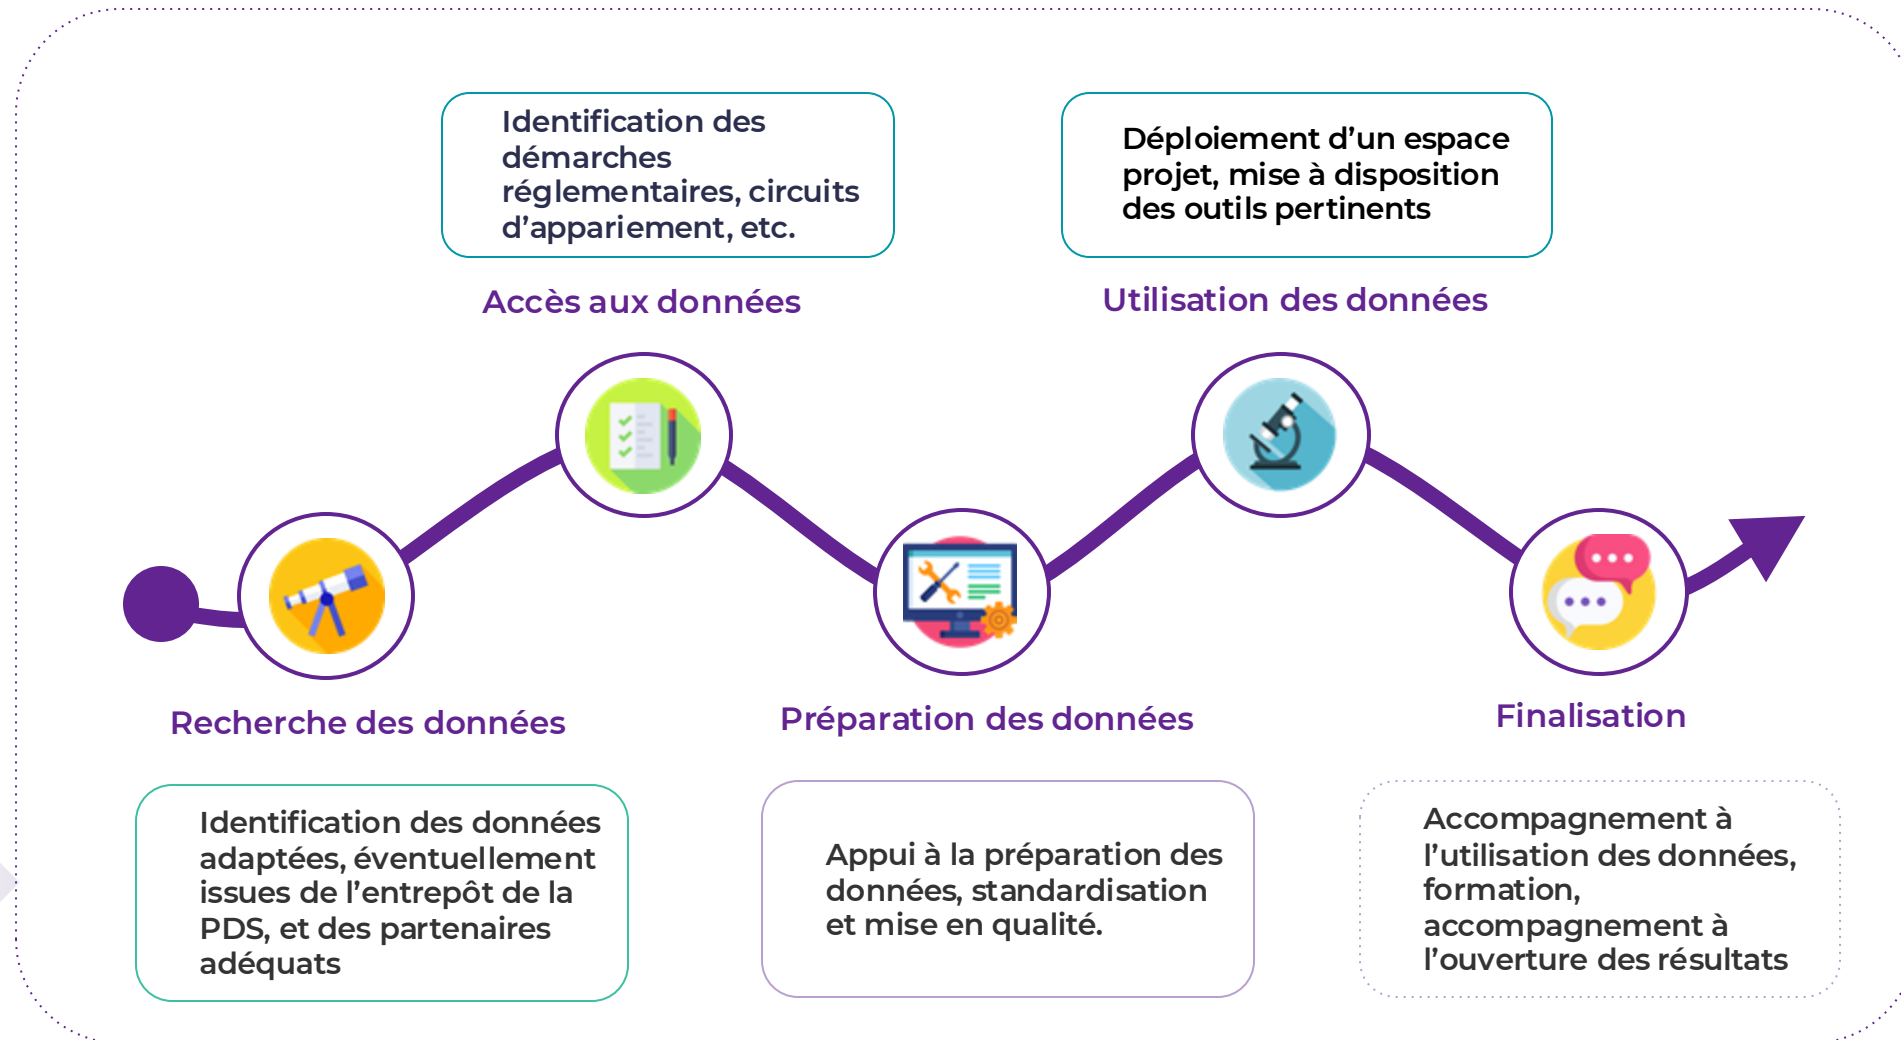 Identification des
démarches
réglementaires, circuits
d'appariement, etc.
Accès aux données
Déploiement d'un espace
projet, mise à disposition
des outils pertinents
Utilisation des données
Recherche des données
Identification des données
adaptées, éventuellement
issues de l'entrepôt de la
PDS, et des partenaires
adéquats
Préparation des données
Appui à la préparation des
données, standardisation
et mise en qualité.
Finalisation
Accompagnement à
l'utilisation des données,
formation,
accompagnement à
l'ouverture des résultats